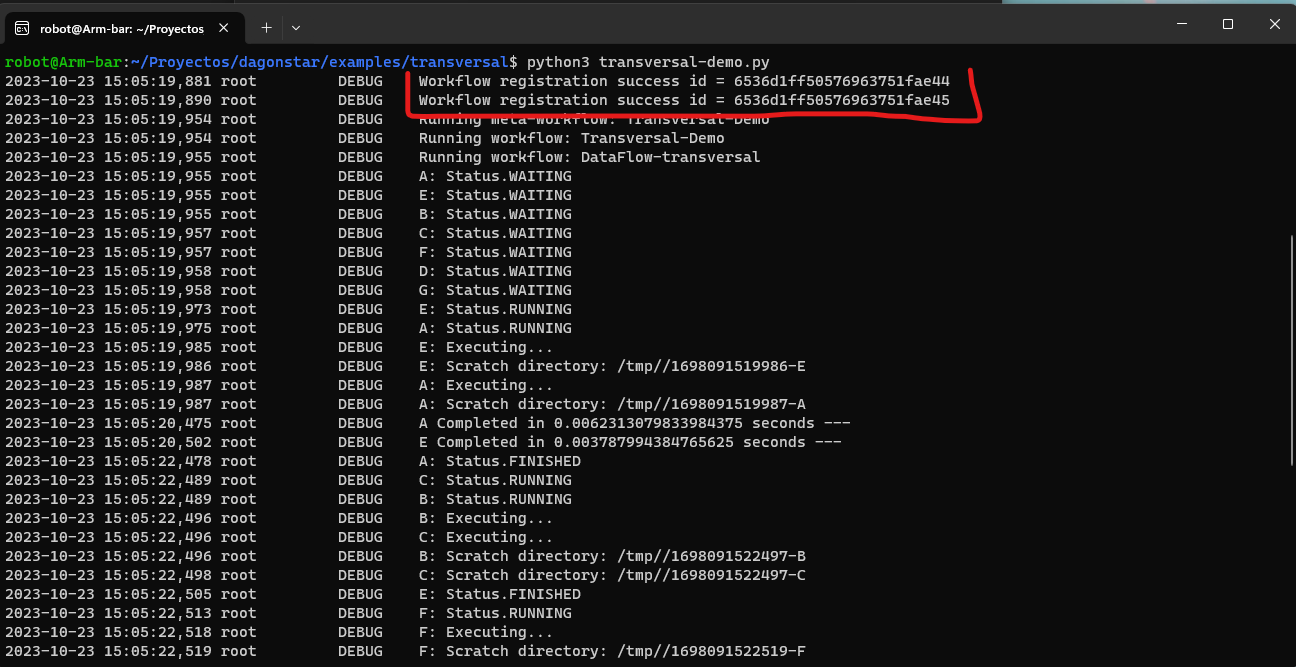 robot@Arm-bar: ~/Proyectos
robot@Arm-bar:~/Proyectos/dagonstar/examples/transversal$ python3 transversal-demo.py
2023-10-23 15:05:19,881 root DEBUG Workflow registration success id = 6536d1ff50576963751fae44
2023-10-23 15:05:19,890 root DEBUG Workflow registration success id = 6536d1ff50576963751fae45
2023-10-23 15:05:19,954 root DEBUG Running meta-workflow: Transversal-Demo
2023-10-23 15:05:19,954 root DEBUG Running workflow: Transversal-Demo
2023-10-23 15:05:19,955 root DEBUG Running workflow: DataFlow-transversal
2023-10-23 15:05:19,955 root DEBUG A: Status.WAITING
2023-10-23 15:05:19,955 root DEBUG E: Status.WAITING
2023-10-23 15:05:19,955 root DEBUG B: Status.WAITING
2023-10-23 15:05:19,957 root DEBUG C: Status.WAITING
2023-10-23 15:05:19,957 root DEBUG F: Status.WAITING
2023-10-23 15:05:19,958 root DEBUG D: Status.WAITING
2023-10-23 15:05:19,958 root DEBUG G: Status.WAITING
2023-10-23 15:05:19,973 root DEBUG E: Status.RUNNING
2023-10-23 15:05:19,975 root DEBUG A: Status.RUNNING
2023-10-23 15:05:19,985 root DEBUG E: Executing...
2023-10-23 15:05:19,986 root DEBUG E: Scratch directory: /tmp//1698091519986-E
2023-10-23 15:05:19,987 root DEBUG A: Executing...
2023-10-23 15:05:19,987 root DEBUG A: Scratch directory: /tmp//1698091519987-A
2023-10-23 15:05:20,475 root DEBUG A Completed in 0.0062313079833984375 seconds ---
2023-10-23 15:05:20,502 root DEBUG E Completed in 0.003787994384765625 seconds ---
2023-10-23 15:05:22,478 root DEBUG A: Status.FINISHED
2023-10-23 15:05:22,489 root DEBUG C: Status.RUNNING
2023-10-23 15:05:22,489 root DEBUG B: Status.RUNNING
2023-10-23 15:05:22,496 root DEBUG B: Executing...
2023-10-23 15:05:22,496 root DEBUG C: Executing...
2023-10-23 15:05:22,496 root DEBUG B: Scratch directory: /tmp//1698091522497-B
2023-10-23 15:05:22,498 root DEBUG C: Scratch directory: /tmp//1698091522497-C
2023-10-23 15:05:22,505 root DEBUG E: Status.FINISHED
2023-10-23 15:05:22,513 root DEBUG F: Status.RUNNING
2023-10-23 15:05:22,518 root DEBUG F: Executing...
2023-10-23 15:05:22,519 root DEBUG F: Scratch directory: /tmp//1698091522519-F